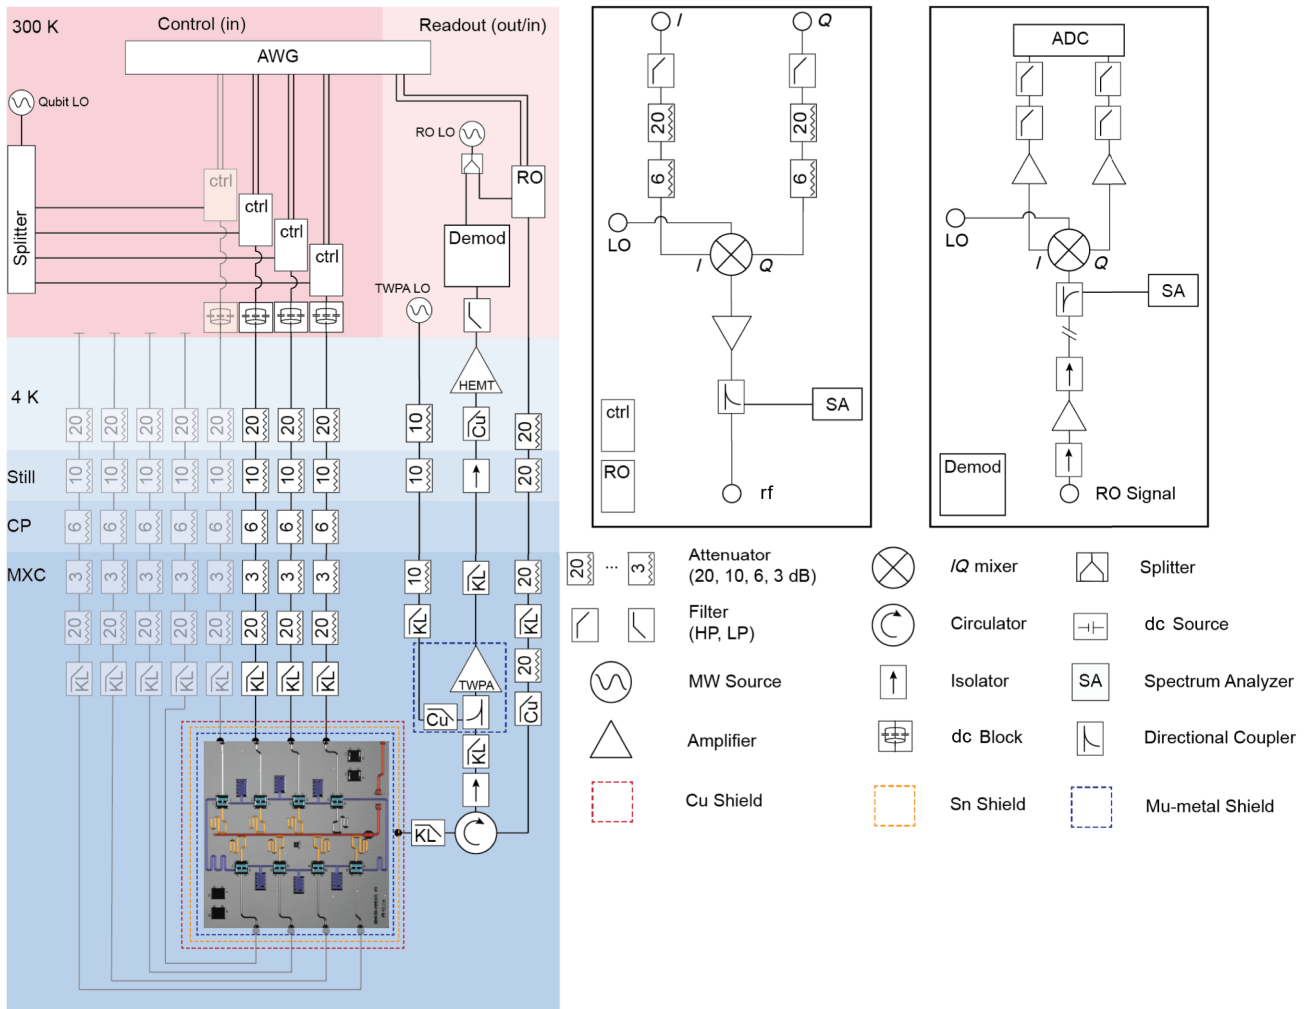 300 K
Control (in)
Readout (out/in)
AWG
Qubit LO
RO LO
Splitter
ctrl
ctrl
ctrl
ctrl
RO
Demod
TWPA LO
HEMT
4 K
20
20
20
20
20
20
20
20
10
Cu
20
Still
10
10
10
10
10
10
10
10
10
20
CP
6
6
6
6
6
6
6
6
MXC
3
3
3
3
3
3
3
3
10
KL
20
20
20
20
20
20
20
20
20
KL
KL
KL
KL
KL
KL
KL
KL
KL
KL
TWPA
20
Cu
Cu
KL
KL
I
Q
20
20
6
6
LO
I
Q
SA
ctrl
RO
rf
ADC
LO
I
Q
SA
Demod
RO Signal
20
...
3
Attenuator
(20, 10, 6, 3 dB)
IQ mixer
Splitter
Filter
(HP, LP)
Circulator
dc Source
MW Source
Isolator
SA
Spectrum Analyzer
Amplifier
dc Block
Directional Coupler
Cu Shield
Sn Shield
Mu-metal Shield